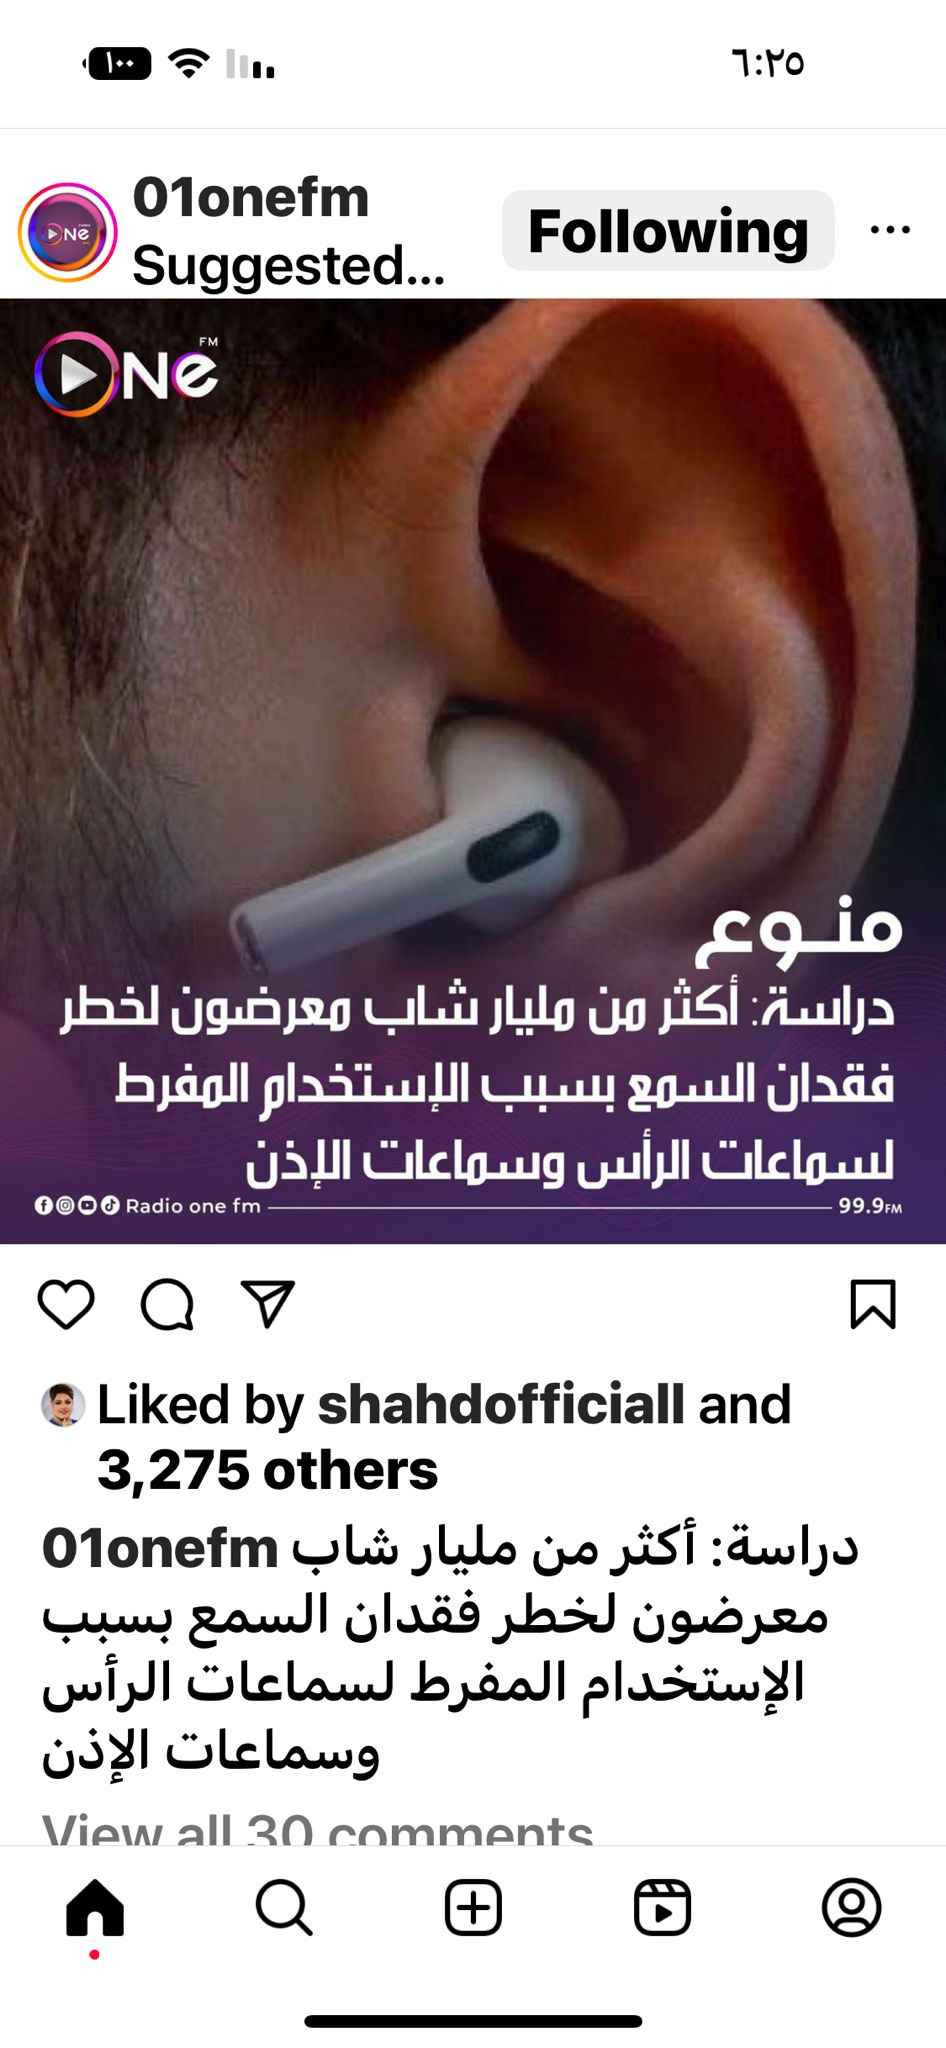 ١٠٠
٦:٢٥
01onefm
Suggested...
Following
ONe FM
منوع
دراسة: أكثر من مليار شاب معرضون لخطر
فقدان السمع بسبب الإستخدام المفرط
لسماعات الرأس وسماعات الإذن
Radio one fm
99.9FM
Liked by shahdofficiall and
3,275 others
01onefm دراسة: أكثر من مليار شاب
معرضون لخطر فقدان السمع بسبب
الإستخدام المفرط لسماعات الرأس
وسماعات الإذن
View all 30 comments